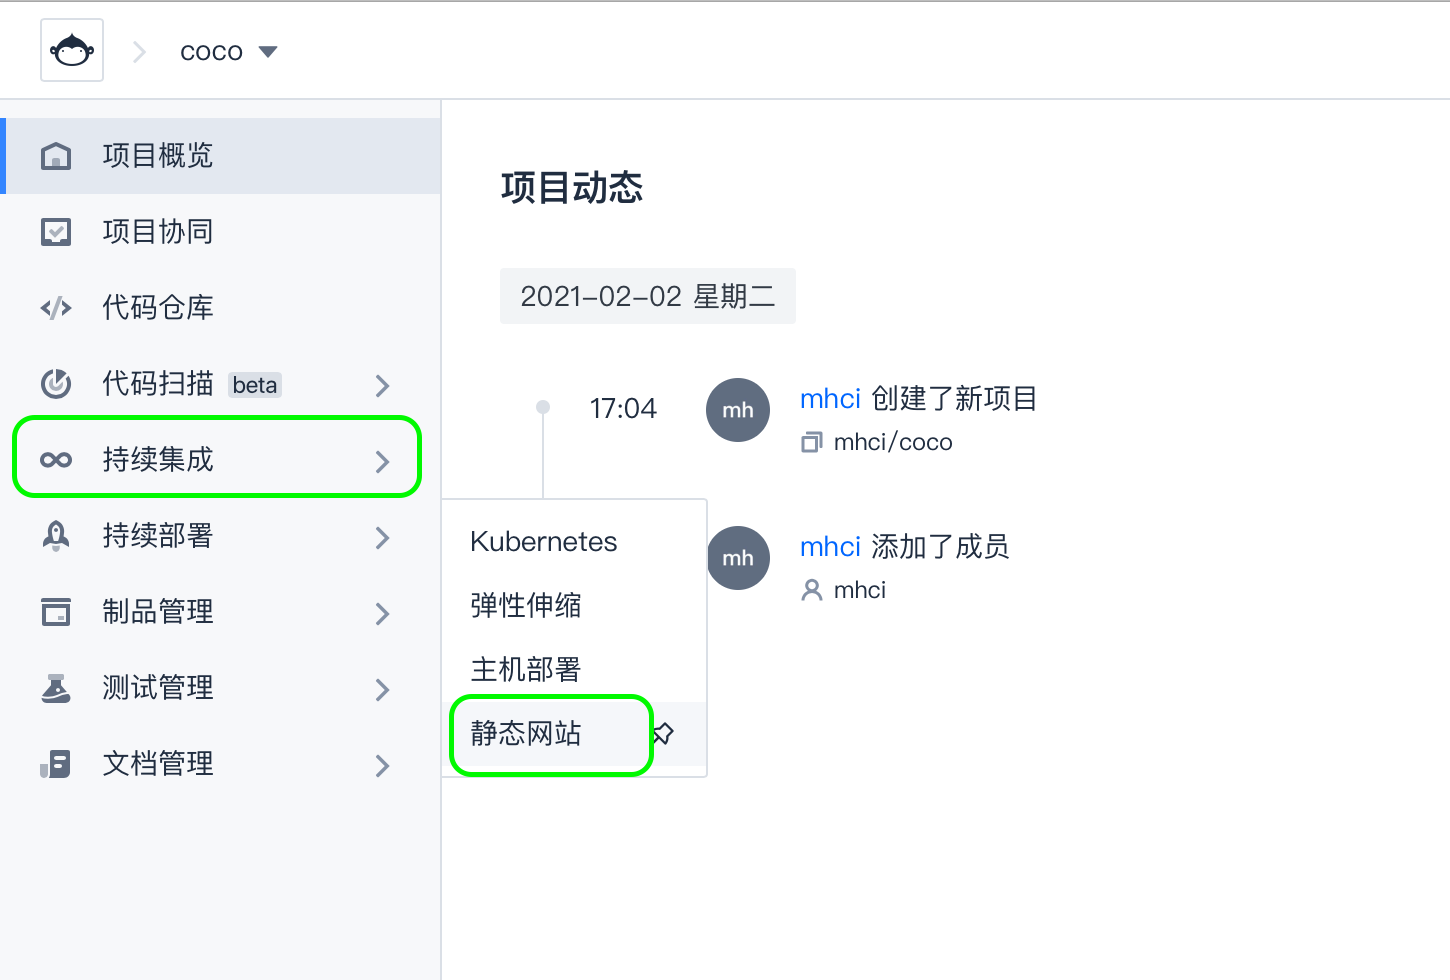 coco
项目概览
项目协同
代码仓库
代码扫描 beta
持续集成
持续部署
制品管理
测试管理
文档管理
项目动态
2021-02-02 星期二
17:04
mh
mhci 创建了新项目
mhci/coco
mh
mhci 添加了成员
mhci
Kubernetes
弹性伸缩
主机部署
静态网站